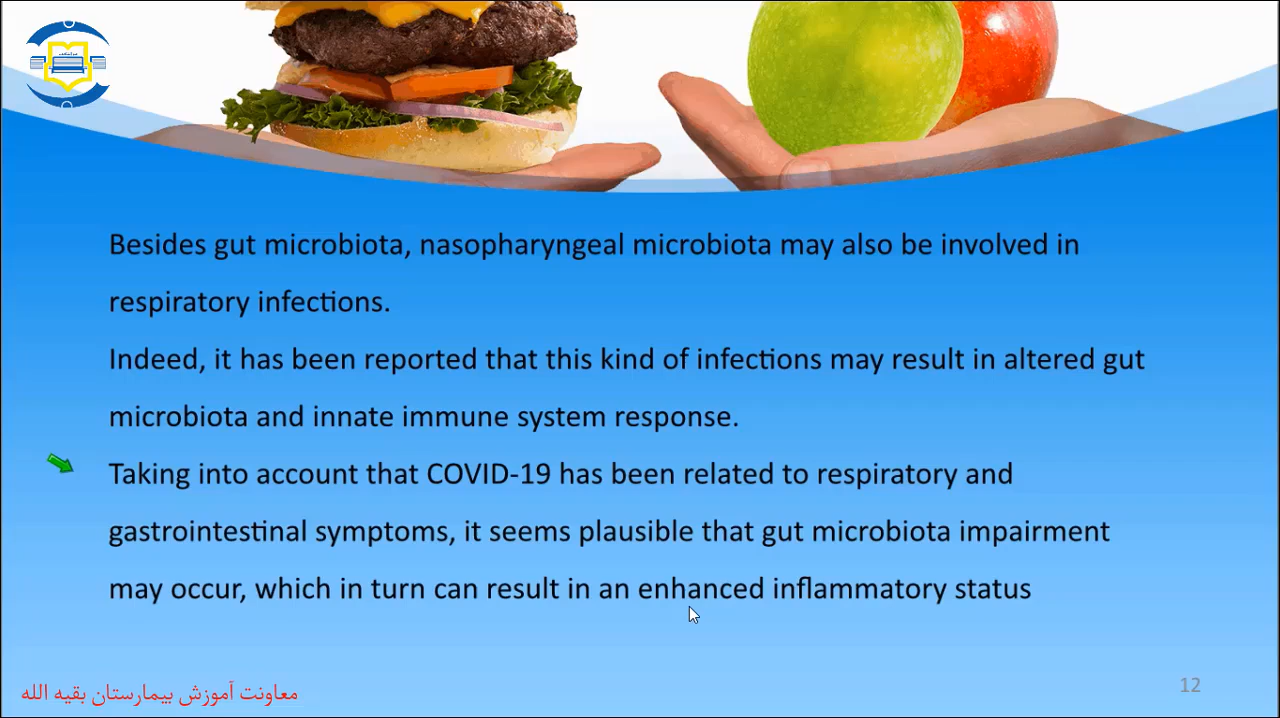 Besides gut microbiota, nasopharyngeal microbiota may also be involved in
respiratory infections.
Indeed, it has been reported that this kind of infections may result in altered gut
microbiota and innate immune system response.
Taking into account that COVID-19 has been related to respiratory and
gastrointestinal symptoms, it seems plausible that gut microbiota impairment
may occur, which in turn can result in an enhanced inflammatory status
معاونت آموزش بیمارستان بقیه الله
12